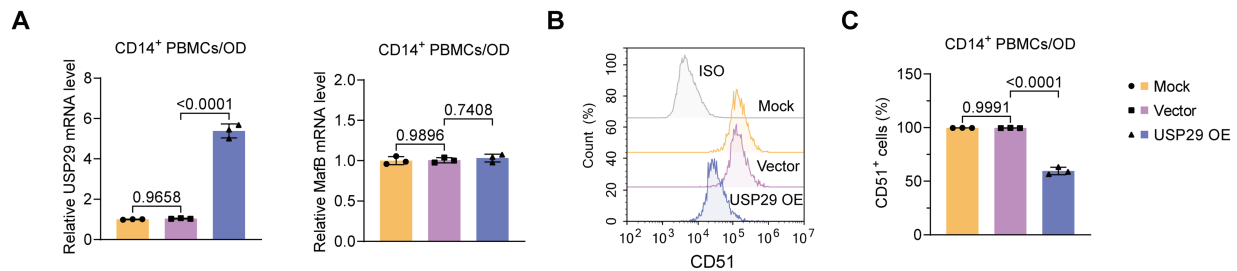 A
CD14⁺ PBMCs/OD
Relative USP29 mRNA level
8
6
4
2
0
0.9658
<0.0001
CD14⁺ PBMCs/OD
Relative MafB mRNA level
2.0
1.5
1.0
0.5
0.0
0.9896
0.7408
B
Count (%)
100
80
60
40
20
0
ISO
Mock
Vector
USP29 OE
10² 10³ 10⁴ 10⁵ 10⁶ 10⁷
CD51
C
CD14⁺ PBMCs/OD
CD51⁺ cells (%)
150
100
50
0
0.9991
<0.0001
Mock
Vector
USP29 OE